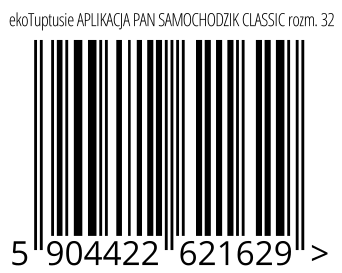 ekoTuptusie APLIKACJA PAN SAMOCHODZIK CLASSIC rozm. 32
5 904422 621629 >